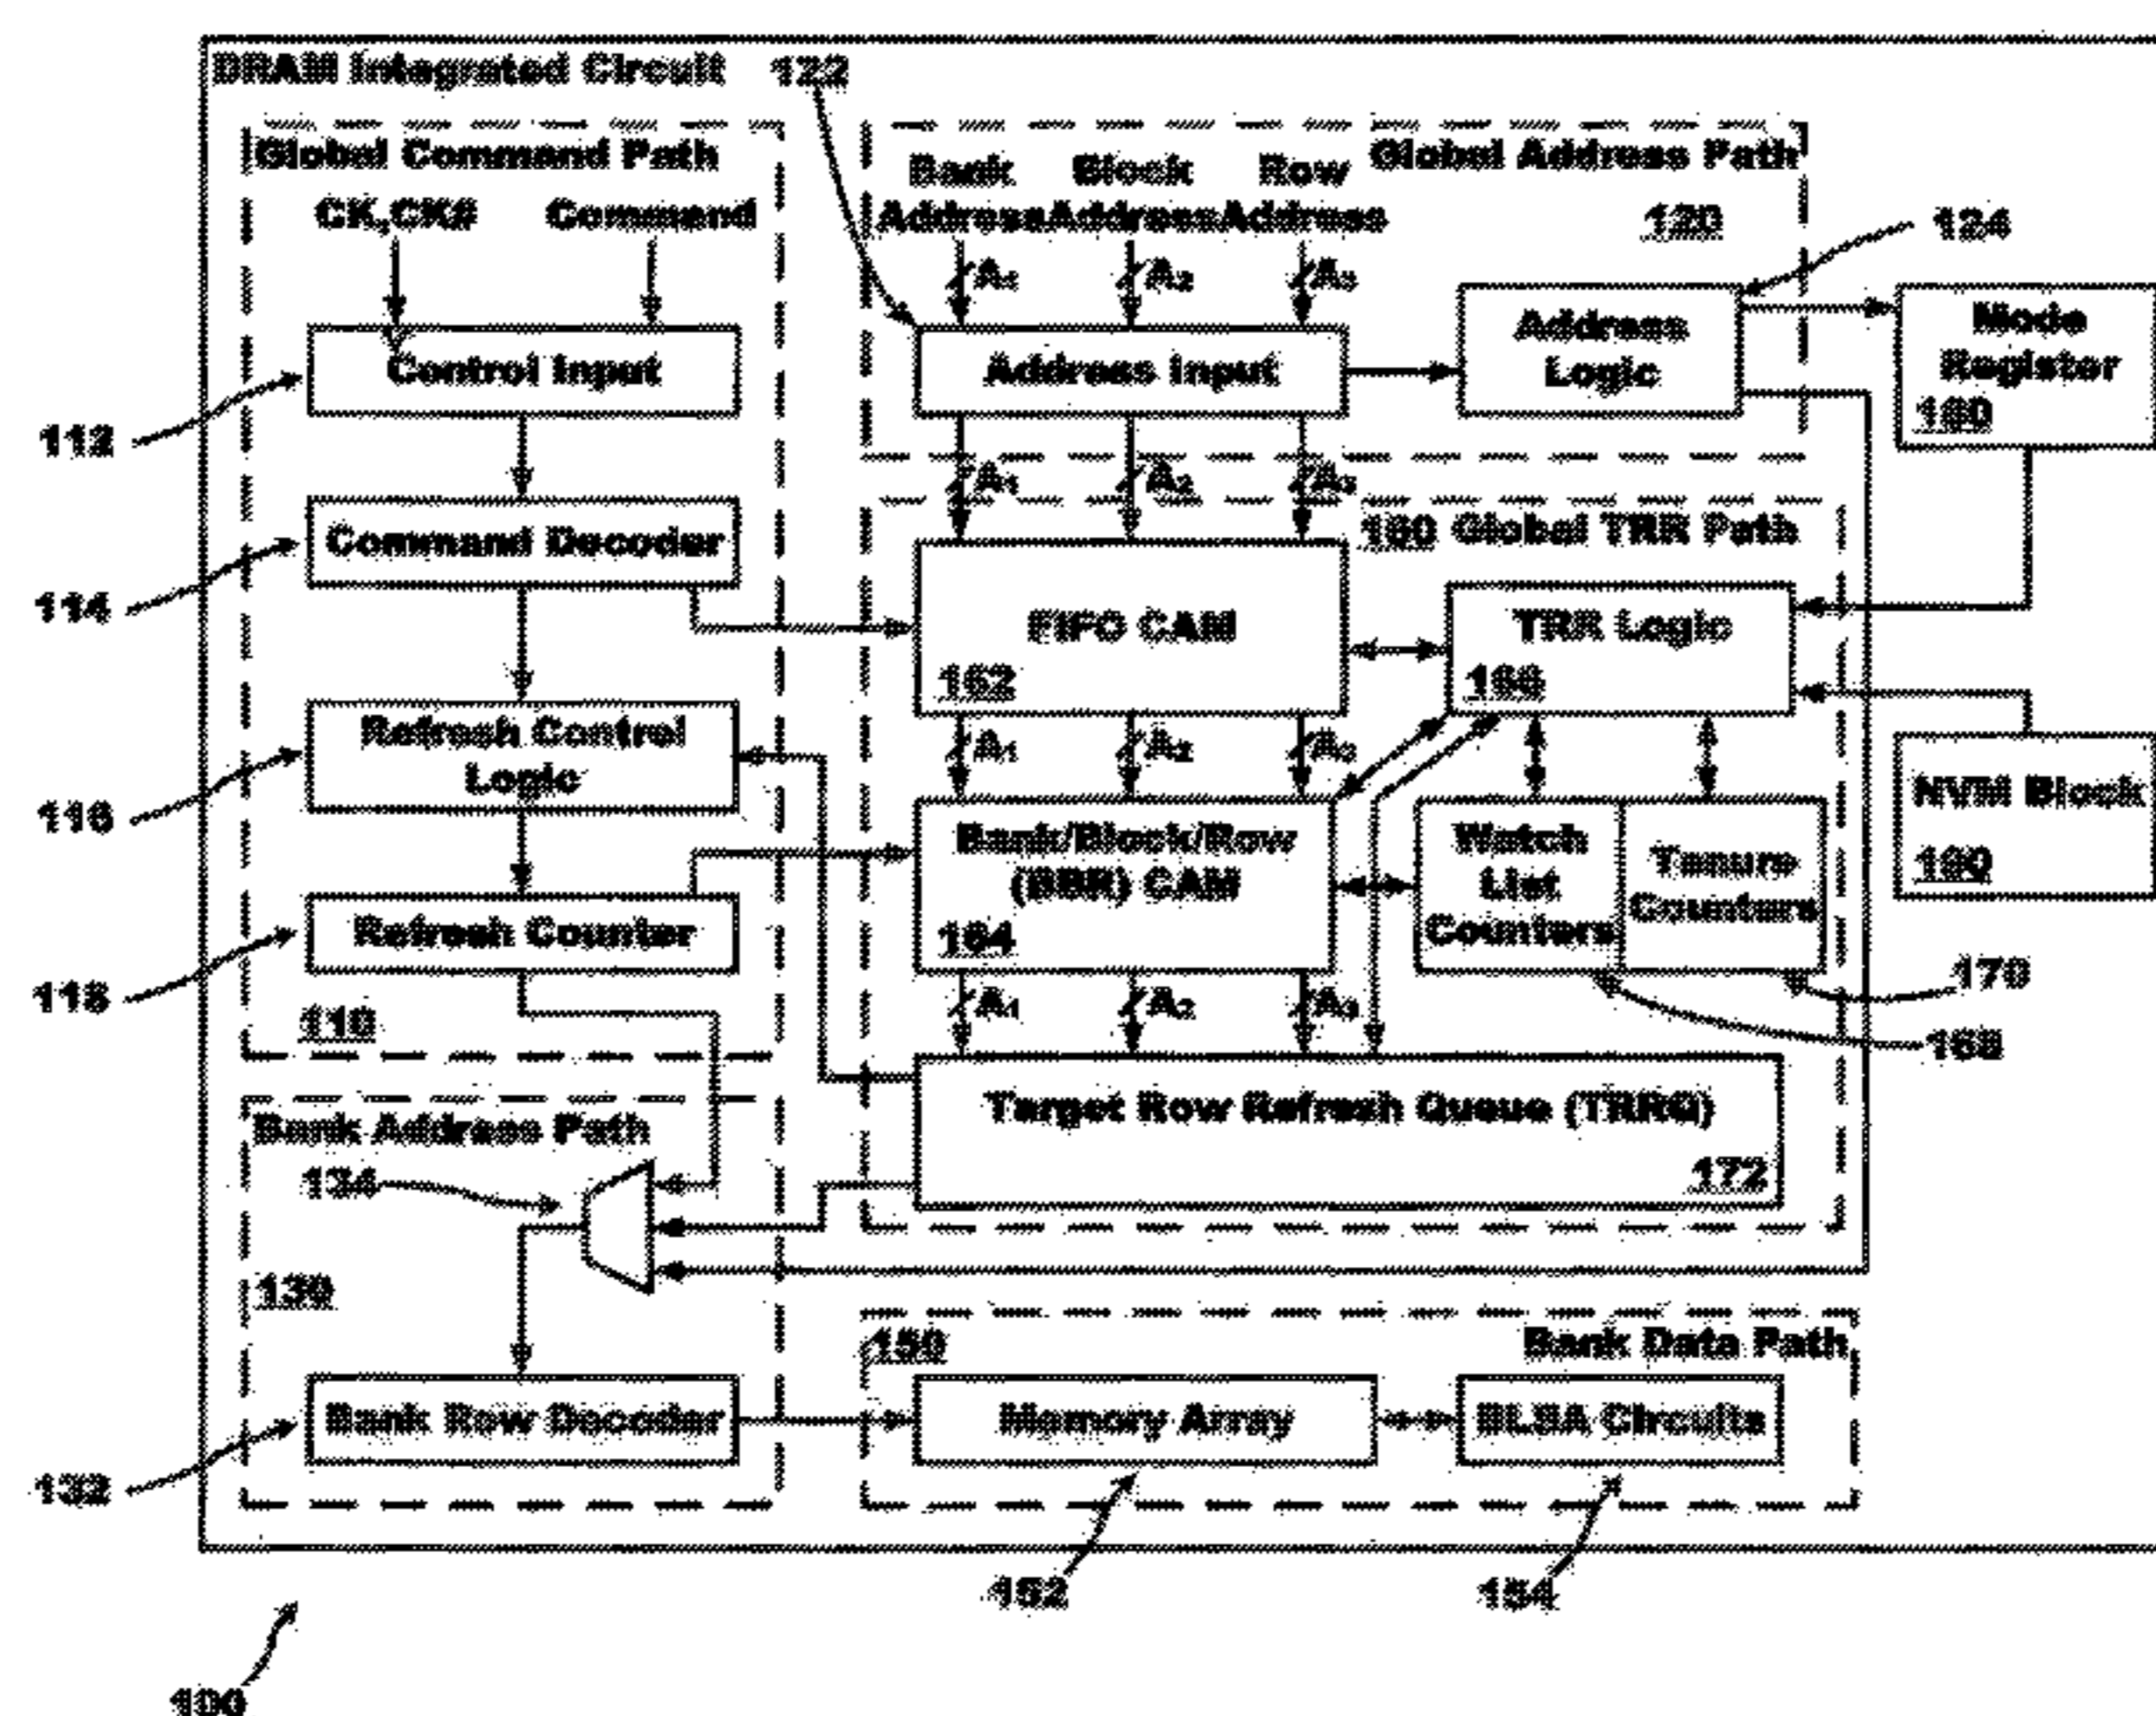 DRAM Integrated Circuit
122
Global Command Path
CK,CK#
Command
Control Input
112
Command Decoder
114
Refresh Control
Logic
116
Refresh Counter
118
110
Bank Address Path
134
130
Bank Row Decoder
132
Global Address Path
120
Bank Block Row
Address Address Address
A1 A2 A3
Address Input
Address
Logic
124
Mode
Register
180
A1 A2 A3
160 Global TRR Path
FIFO CAM
162
TRR Logic
166
A1 A2 A3
Bank/Block/Row
(BBR) CAM
164
Watch
List
Counters
Tenure
Counters
NVM Block
190
170
168
A1 A2 A3
Target Row Refresh Queue (TRRQ)
172
150
Bank Data Path
Memory Array
BLSA Circuits
152
154
100